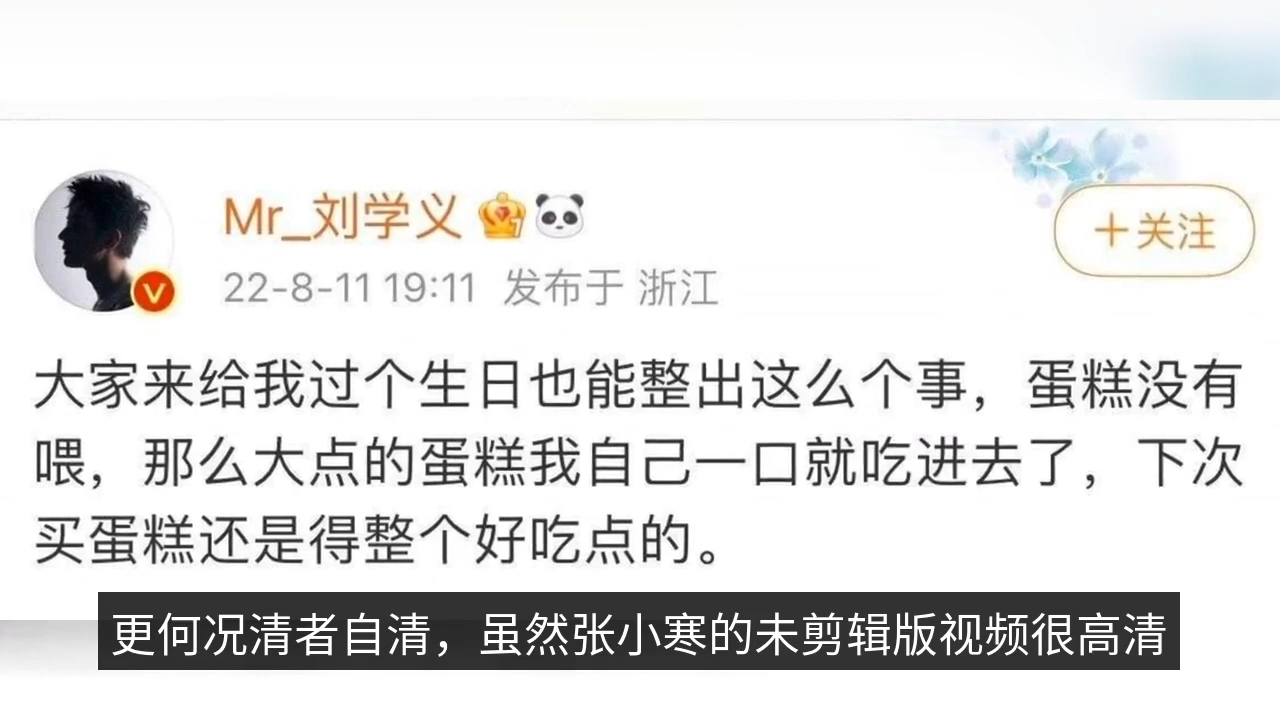 Mr_刘学义
22-8-11 19:11 发布于 浙江
+关注
大家来给我过个生日也能整出这么个事，蛋糕没有
喂，那么大点的蛋糕我自己一口就吃进去了，下次
买蛋糕还是得整个好吃点的。
更何况清者自清，虽然张小寒的未剪辑版视频很高清